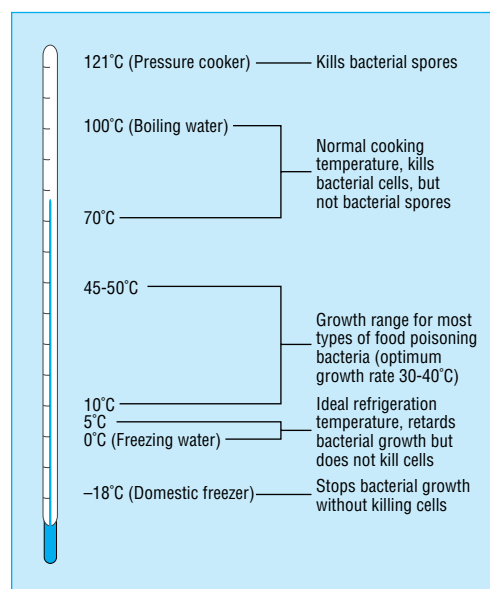 121˚C (Pressure cooker)
Kills bacterial spores
100˚C (Boiling water)
Normal cooking
temperature, kills
bacterial cells, but
not bacterial spores
70˚C
45-50˚C
Growth range for most
types of food poisoning
bacteria (optimum
growth rate 30-40˚C)
10˚C
5˚C
0˚C (Freezing water)
Ideal refrigeration
temperature, retards
bacterial growth but
does not kill cells
–18˚C (Domestic freezer)
Stops bacterial growth
without killing cells